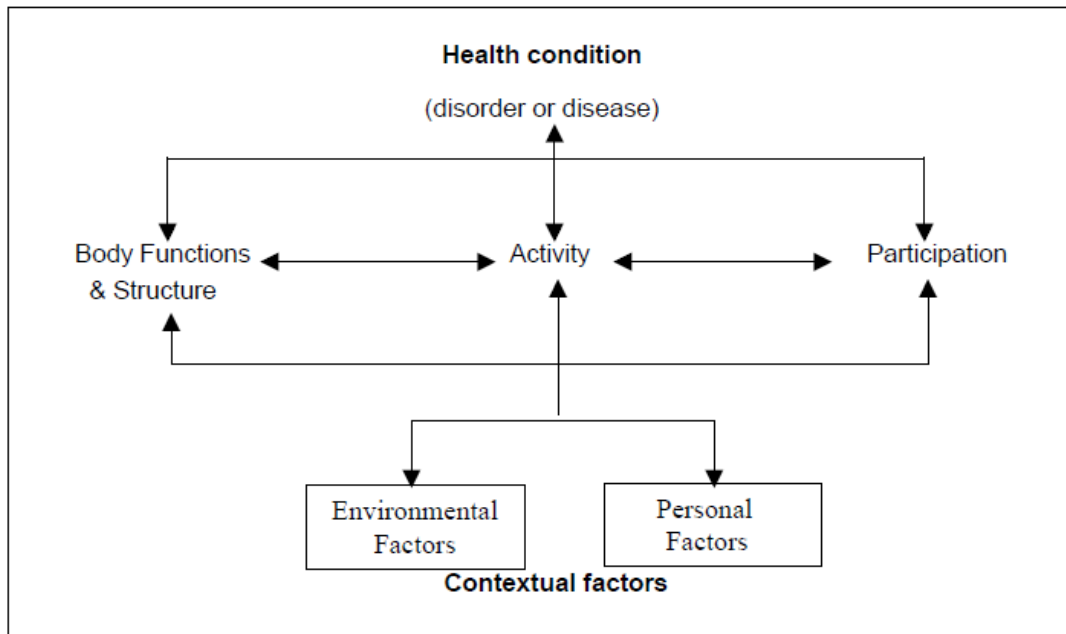 Health condition
(disorder or disease)
Body Functions
& Structure
Activity
Participation
Environmental
Factors
Personal
Factors
Contextual factors